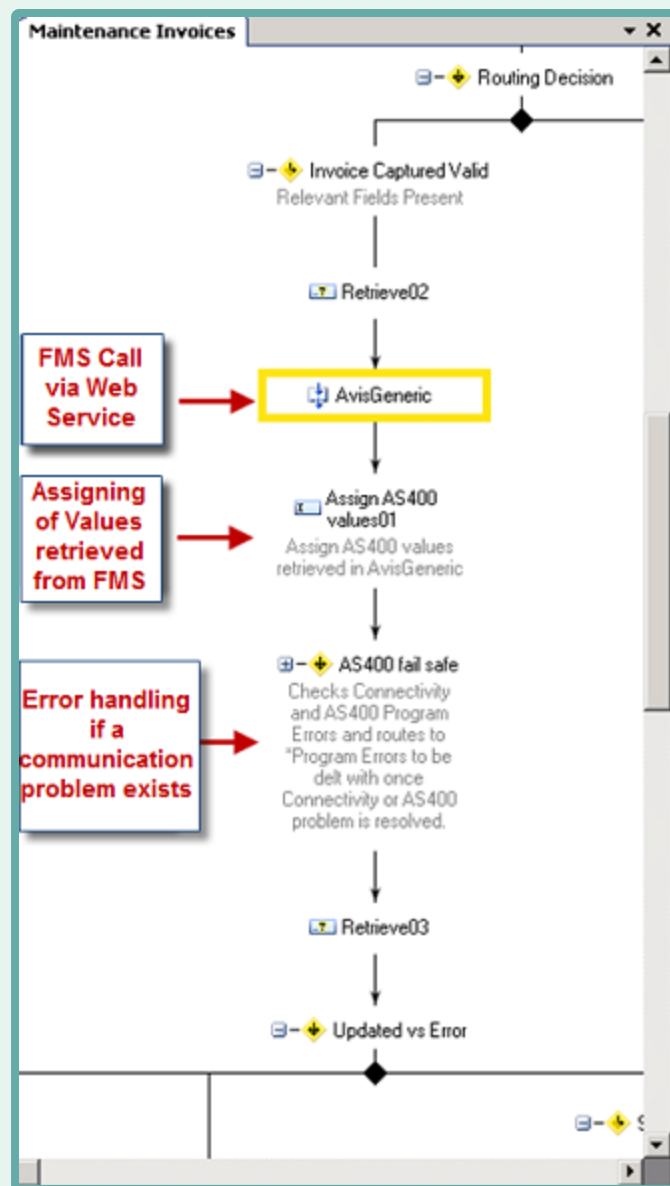 Maintenance Invoices
Routing Decision
Invoice Captured Valid
Relevant Fields Present
Retrieve02
FMS Call
via Web
Service
AvisGeneric
Assigning
of Values
retrieved
from FMS
Assign AS400
values01
Assign AS400 values
retrieved in AvisGeneric
Error handling
if a
communication
problem exists
AS400 fail safe
Checks Connectivity
and AS400 Program
Errors and routes to
"Program Errors to be
delt with once
Connectivity or AS400
problem is resolved.
Retrieve03
Updated vs Error